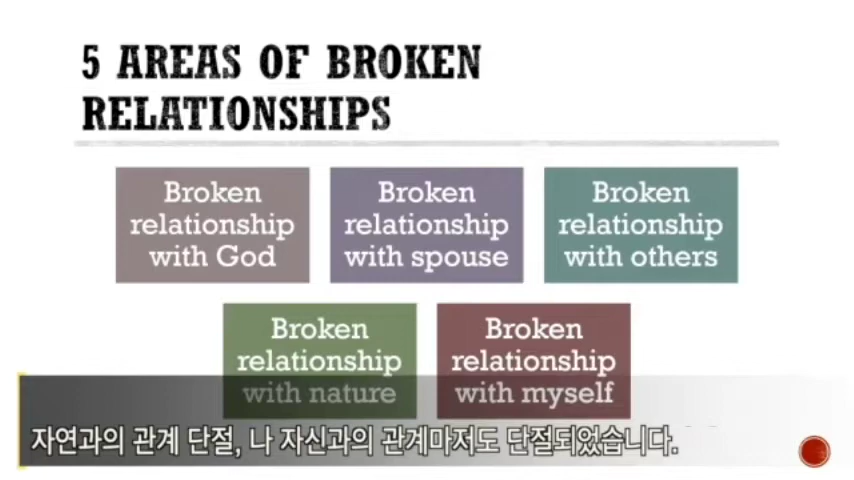 5 AREAS OF BROKEN
RELATIONSHIPS
Broken
relationship
with God
Broken
relationship
with spouse
Broken
relationship
with others
Broken
relationship
with nature
Broken
relationship
with myself
자연과의 관계 단절, 나 자신과의 관계마저도 단절되었습니다.